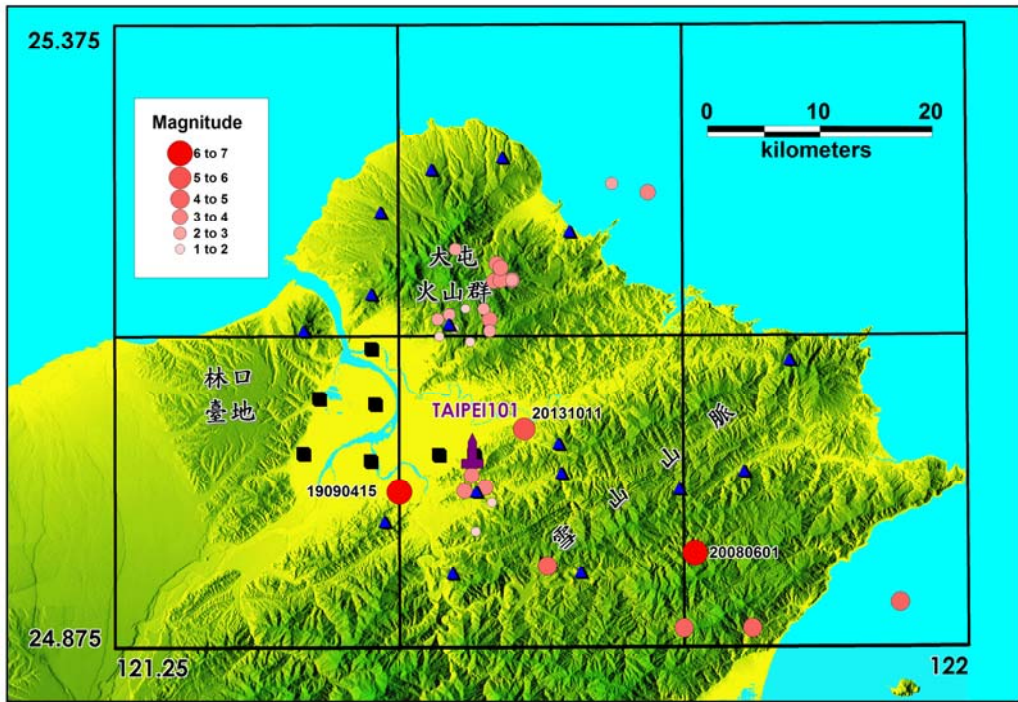 25.375
Magnitude
6 to 7
5 to 6
4 to 5
3 to 4
2 to 3
1 to 2
0 10 20
kilometers
大屯
火山群
林口
臺地
TAIPEI101
20131011
19090415
20080601
雪 山 山 脈
24.875
121.25
122